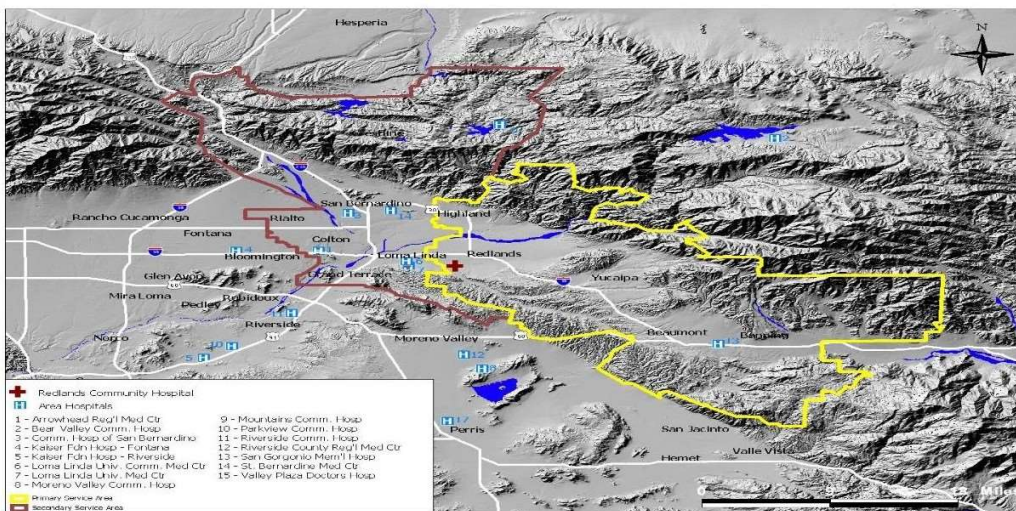 Hesperia
N
Rancho Cucamonga
San Bernardino
Rialto
Highland
Fontana
Colton
Bloomington
Loma Linda
Redlands
Glen Avon
Grand Terrace
Yucaipa
Mira Loma
Pedley
Rubidoux
Riverside
Norco
Moreno Valley
Beaumont
Banning
Perris
San Jacinto
Hemet
Valle Vista
Redlands Community Hospital
Area Hospitals
1 - Arrowhead Reg'l Med Ctr
2 - Bear Valley Comm. Hosp
3 - Comm. Hosp of San Bernardino
4 - Kaiser Fdn Hosp - Fontana
5 - Kaiser Fdn Hosp - Riverside
6 - Loma Linda Univ. Comm. Med Ctr
7 - Loma Linda Univ. Med Ctr
8 - Moreno Valley Comm. Hosp
9 - Mountains Comm. Hosp
10 - Parkview Comm. Hosp
11 - Riverside Comm. Hosp
12 - Riverside County Reg'l Med Ctr
13 - San Gorgonio Mem'l Hosp
14 - St. Bernardine Med Ctr
15 - Valley Plaza Doctors Hosp
Primary Service Area
Secondary Service Area
0
12 Miles